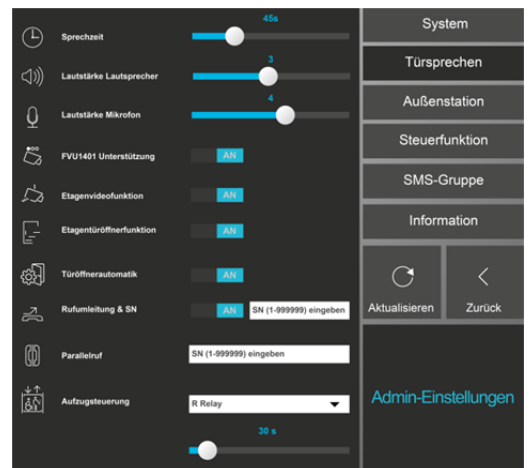 45s
Sprechzeit
3
Lautstärke Lautsprecher
4
Lautstärke Mikrofon
FVU1401 Unterstützung
AN
Etagenvideofunktion
AN
Etagentüröffnerfunktion
AN
Türöffnerautomatik
AN
Rufumleitung & SN
AN
SN (1-999999) eingeben
Parallelruf
SN (1-999999) eingeben
Aufzugsteuerung
R Relay
30 s
System
Türsprechen
Außenstation
Steuerfunktion
SMS-Gruppe
Information
Aktualisieren
Zurück
Admin-Einstellungen